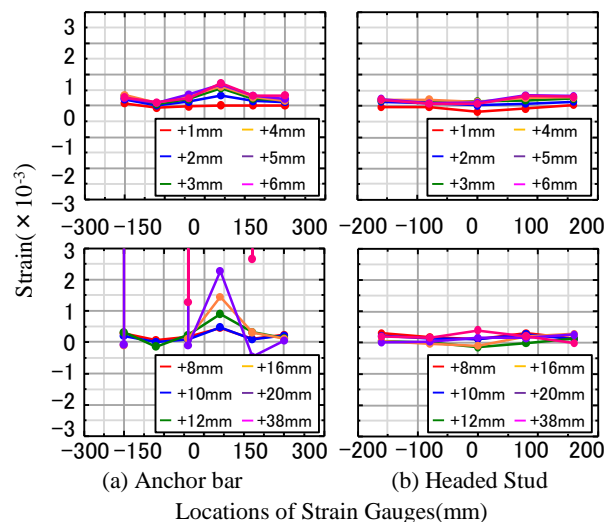 3
2
1
0
-1
-2
-3
+1mm +4mm
+2mm +5mm
+3mm +6mm
-300 -150 0 150 300
+1mm +4mm
+2mm +5mm
+3mm +6mm
-200 -100 0 100 200
Strain( × 10-3)
3
2
1
0
-1
-2
-3
+8mm +16mm
+10mm +20mm
+12mm +38mm
-300 -150 0 150 300
+8mm +16mm
+10mm +20mm
+12mm +38mm
-200 -100 0 100 200
(a) Anchor bar (b) Headed Stud
Locations of Strain Gauges(mm)